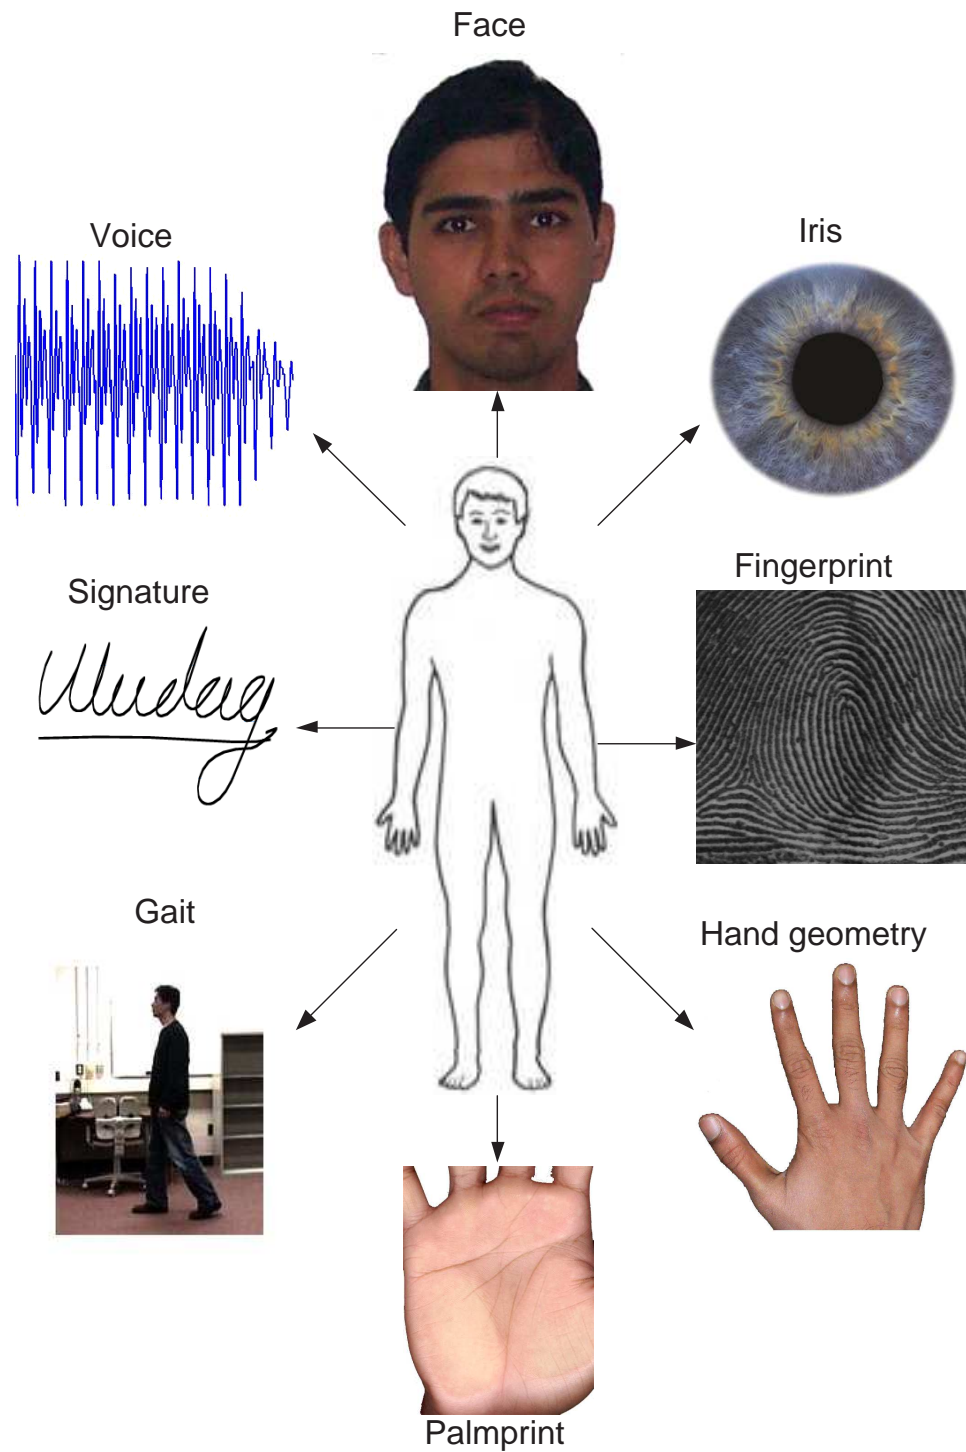 Face
Voice
Iris
Signature
Fingerprint
Gait
Hand geometry
Palmprint